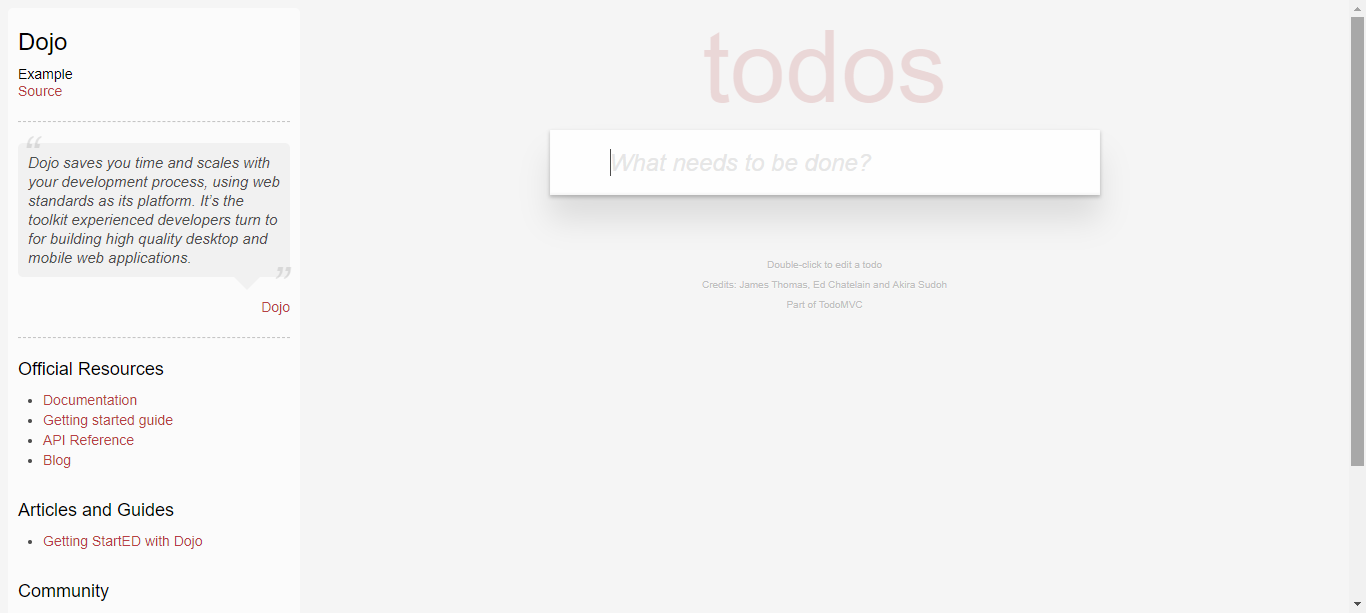 Dojo
Example
Source
“
Dojo saves you time and scales with
your development process, using web
standards as its platform. It’s the
toolkit experienced developers turn to
for building high quality desktop and
mobile web applications.
”
Dojo
Official Resources
Documentation
Getting started guide
API Reference
Blog
Articles and Guides
Getting StartED with Dojo
Community
todos
What needs to be done?
Double-click to edit a todo
Credits: James Thomas, Ed Chatelain and Akira Sudoh
Part of TodoMVC